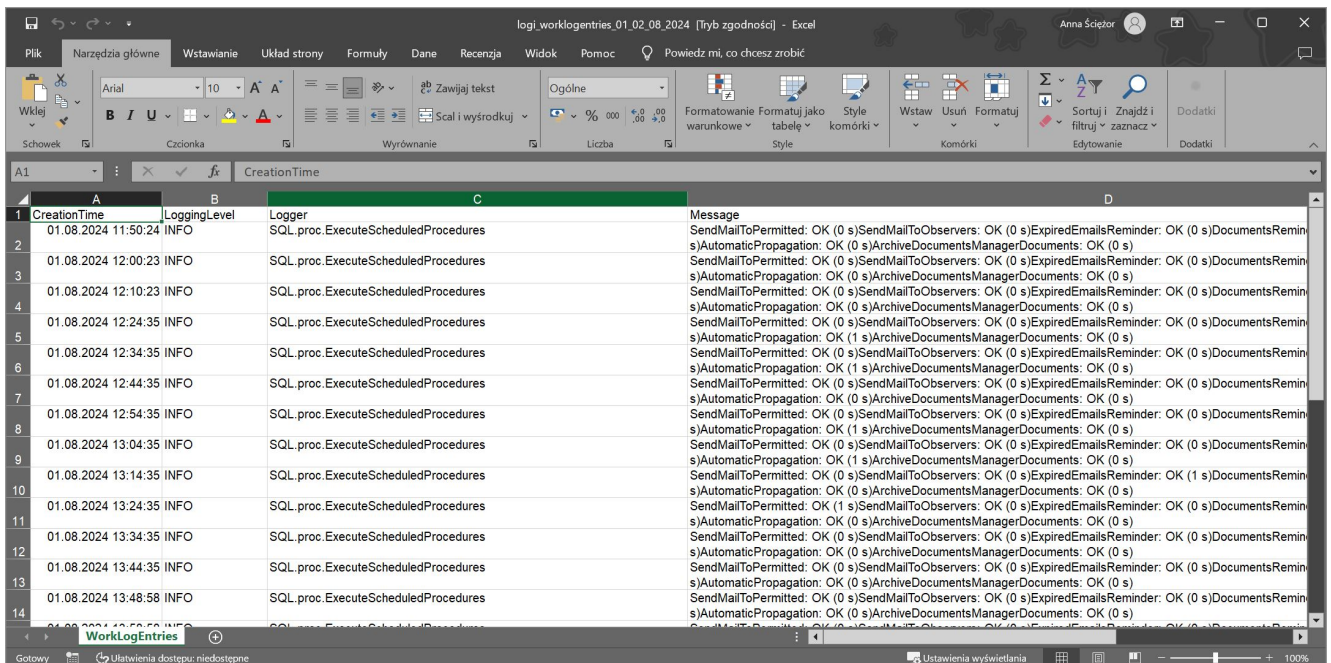 logi_worklogentries_01_02_08_2024 [Tryb zgodności] - Excel
Anna Ściężor
Plik Narzędzia główne Wstawianie Układ strony Formuły Dane Recenzja Widok Pomoc Powiedz mi, co chcesz zrobić
Wklej
Arial 10
Zawijaj tekst
Scal i wyśrodkuj
Ogólne
% 000
Formatowanie warunkowe
Formatuj jako tabelę
Style komórki
Wstaw Usuń Formatuj
Sortuj i filtruj
Znajdź i zaznacz
Dodatki
Schowek Czcionka Wyrównanie Liczba Style Komórki Edytowanie Dodatki
A1 fx CreationTime
A B C D
1 CreationTime LoggingLevel Logger Message
01.08.2024 11:50:24 INFO SQL.proc.ExecuteScheduledProcedures SendMailToPermitted: OK (0 s)SendMailToObservers: OK (0 s)ExpiredEmailsReminder: OK (0 s)DocumentsRemin
2 s)AutomaticPropagation: OK (0 s)ArchiveDocumentsManagerDocuments: OK (0 s)
01.08.2024 12:00:23 INFO SQL.proc.ExecuteScheduledProcedures SendMailToPermitted: OK (0 s)SendMailToObservers: OK (0 s)ExpiredEmailsReminder: OK (0 s)DocumentsRemin
3 s)AutomaticPropagation: OK (0 s)ArchiveDocumentsManagerDocuments: OK (0 s)
01.08.2024 12:10:23 INFO SQL.proc.ExecuteScheduledProcedures SendMailToPermitted: OK (0 s)SendMailToObservers: OK (0 s)ExpiredEmailsReminder: OK (0 s)DocumentsRemin
4 s)AutomaticPropagation: OK (0 s)ArchiveDocumentsManagerDocuments: OK (0 s)
01.08.2024 12:24:35 INFO SQL.proc.ExecuteScheduledProcedures SendMailToPermitted: OK (0 s)SendMailToObservers: OK (0 s)ExpiredEmailsReminder: OK (0 s)DocumentsRemin
5 s)AutomaticPropagation: OK (1 s)ArchiveDocumentsManagerDocuments: OK (0 s)
01.08.2024 12:34:35 INFO SQL.proc.ExecuteScheduledProcedures SendMailToPermitted: OK (0 s)SendMailToObservers: OK (0 s)ExpiredEmailsReminder: OK (0 s)DocumentsRemin
6 s)AutomaticPropagation: OK (1 s)ArchiveDocumentsManagerDocuments: OK (0 s)
01.08.2024 12:44:35 INFO SQL.proc.ExecuteScheduledProcedures SendMailToPermitted: OK (0 s)SendMailToObservers: OK (0 s)ExpiredEmailsReminder: OK (0 s)DocumentsRemin
7 s)AutomaticPropagation: OK (1 s)ArchiveDocumentsManagerDocuments: OK (0 s)
01.08.2024 12:54:35 INFO SQL.proc.ExecuteScheduledProcedures SendMailToPermitted: OK (0 s)SendMailToObservers: OK (0 s)ExpiredEmailsReminder: OK (0 s)DocumentsRemin
8 s)AutomaticPropagation: OK (1 s)ArchiveDocumentsManagerDocuments: OK (0 s)
01.08.2024 13:04:35 INFO SQL.proc.ExecuteScheduledProcedures SendMailToPermitted: OK (0 s)SendMailToObservers: OK (0 s)ExpiredEmailsReminder: OK (0 s)DocumentsRemin
9 s)AutomaticPropagation: OK (1 s)ArchiveDocumentsManagerDocuments: OK (0 s)
01.08.2024 13:14:35 INFO SQL.proc.ExecuteScheduledProcedures SendMailToPermitted: OK (0 s)SendMailToObservers: OK (0 s)ExpiredEmailsReminder: OK (1 s)DocumentsRemin
10 s)AutomaticPropagation: OK (0 s)ArchiveDocumentsManagerDocuments: OK (0 s)
01.08.2024 13:24:35 INFO SQL.proc.ExecuteScheduledProcedures SendMailToPermitted: OK (1 s)SendMailToObservers: OK (0 s)ExpiredEmailsReminder: OK (0 s)DocumentsRemin
11 s)AutomaticPropagation: OK (0 s)ArchiveDocumentsManagerDocuments: OK (0 s)
01.08.2024 13:34:35 INFO SQL.proc.ExecuteScheduledProcedures SendMailToPermitted: OK (0 s)SendMailToObservers: OK (0 s)ExpiredEmailsReminder: OK (0 s)DocumentsRemin
12 s)AutomaticPropagation: OK (0 s)ArchiveDocumentsManagerDocuments: OK (0 s)
01.08.2024 13:44:35 INFO SQL.proc.ExecuteScheduledProcedures SendMailToPermitted: OK (0 s)SendMailToObservers: OK (0 s)ExpiredEmailsReminder: OK (0 s)DocumentsRemin
13 s)AutomaticPropagation: OK (0 s)ArchiveDocumentsManagerDocuments: OK (0 s)
01.08.2024 13:48:58 INFO SQL.proc.ExecuteScheduledProcedures SendMailToPermitted: OK (0 s)SendMailToObservers: OK (0 s)ExpiredEmailsReminder: OK (0 s)DocumentsRemin
14 s)AutomaticPropagation: OK (0 s)ArchiveDocumentsManagerDocuments: OK (0 s)
WorkLogEntries
Gotowy Ułatwienia dostępu: niedostępne Ustawienia wyświetlania 100%